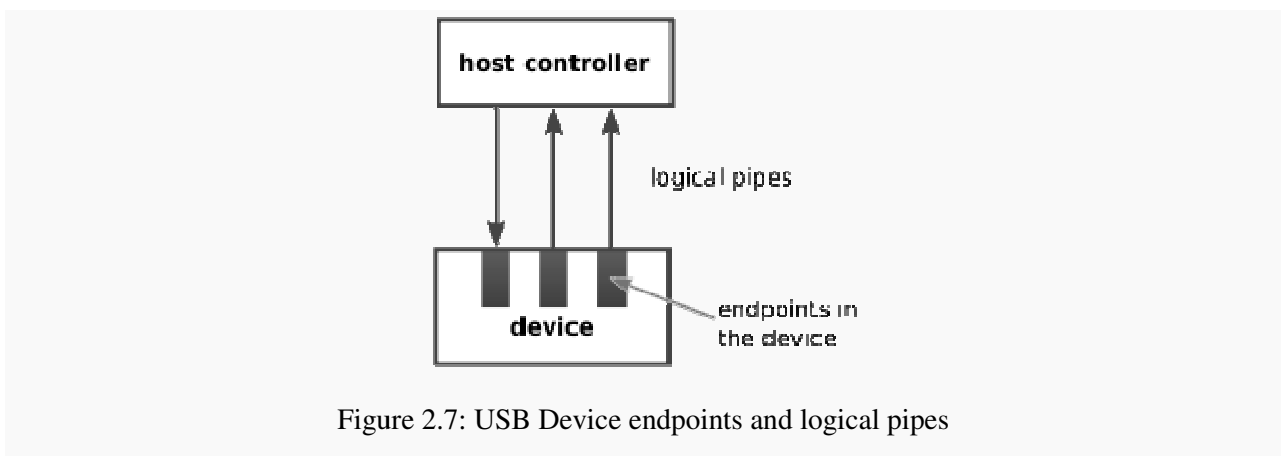 host controller
logical pipes
endpoints in
the device
device
Figure 2.7: USB Device endpoints and logical pipes